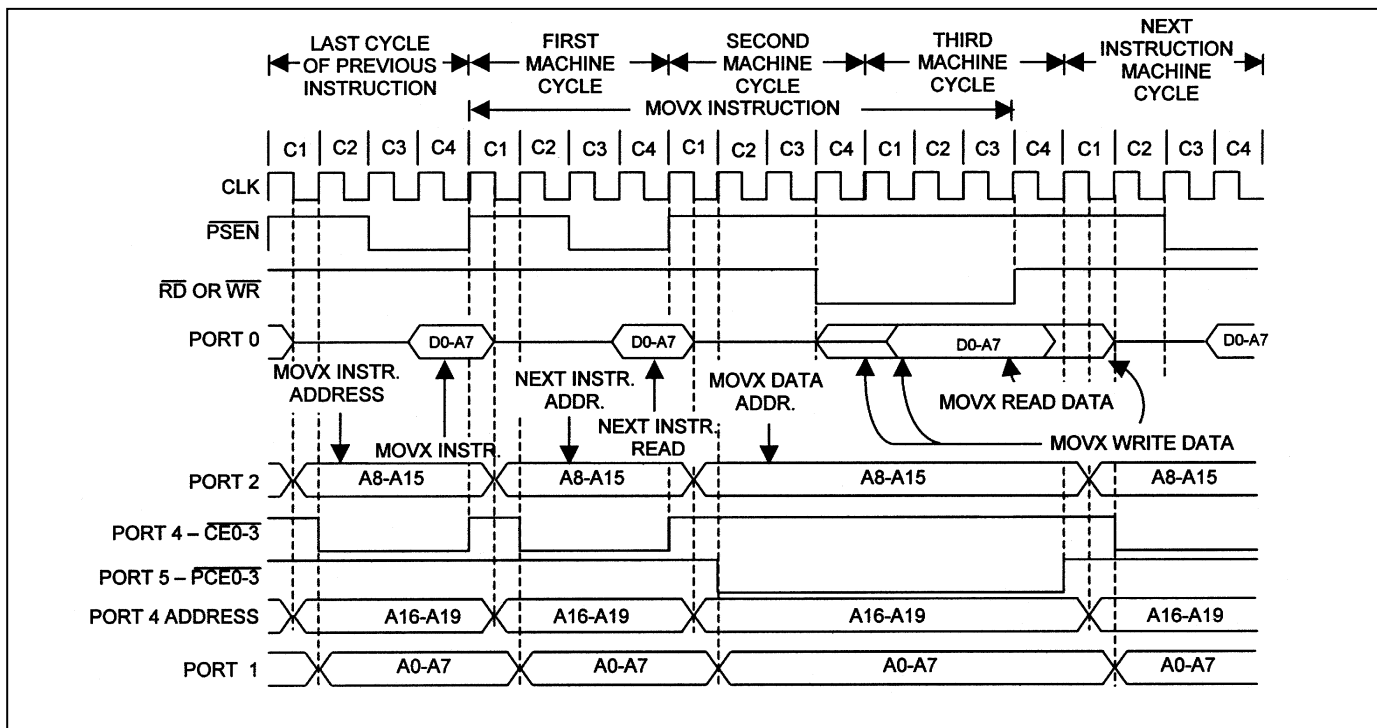 LAST CYCLE
OF PREVIOUS
INSTRUCTION
FIRST
MACHINE
CYCLE
SECOND
MACHINE
CYCLE
THIRD
MACHINE
CYCLE
NEXT
INSTRUCTION
MACHINE
CYCLE
MOVX INSTRUCTION
C1 C2 C3 C4 C1 C2 C3 C4 C1 C2 C3 C4 C1 C2 C3 C4 C1 C2 C3 C4
CLK
PSEN
RD OR WR
PORT 0 D0-A7 D0-A7 D0-A7 D0-A7
MOVX INSTR.
ADDRESS
MOVX INSTR.
NEXT INSTR.
ADDR.
NEXT INSTR.
READ
MOVX DATA
ADDR.
MOVX READ DATA
MOVX WRITE DATA
PORT 2 A8-A15 A8-A15 A8-A15 A8-A15
PORT 4 – CE0-3
PORT 5 – PCE0-3
PORT 4 ADDRESS A16-A19 A16-A19 A16-A19 A16-A19
PORT 1 A0-A7 A0-A7 A0-A7 A0-A7